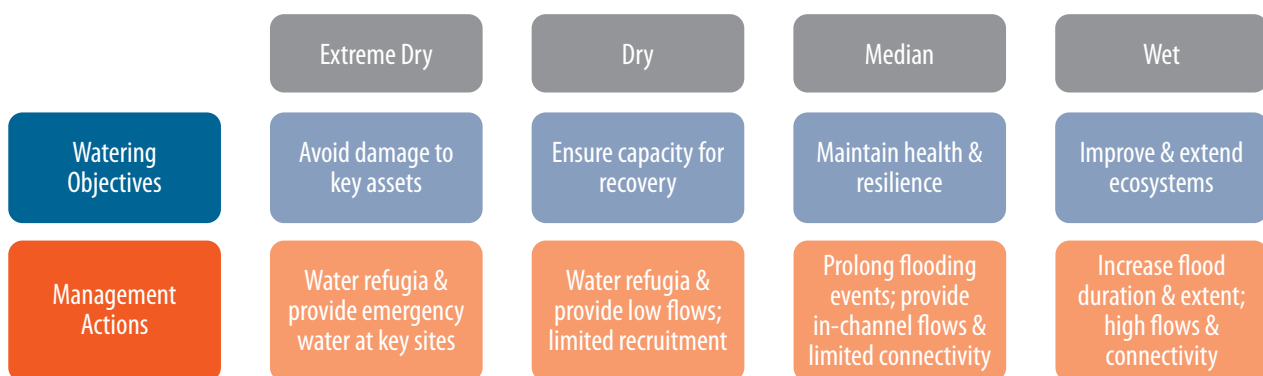 Extreme Dry
Dry
Median
Wet
Watering
Objectives
Avoid damage to
key assets
Ensure capacity for
recovery
Maintain health &
resilience
Improve & extend
ecosystems
Management
Actions
Water refugia &
provide emergency
water at key sites
Water refugia &
provide low flows;
limited recruitment
Prolong flooding
events; provide
in-channel flows &
limited connectivity
Increase flood
duration & extent;
high flows &
connectivity